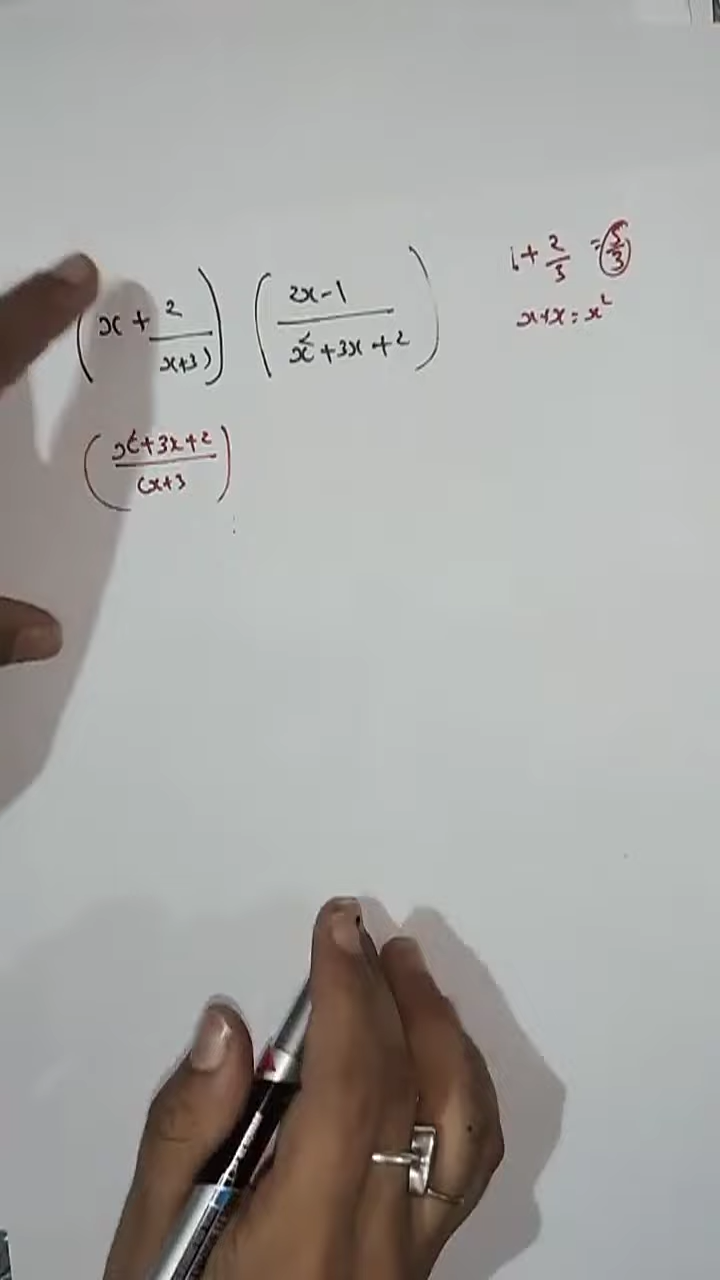 (x + 2/(x+3)) ((2x-1)/(x²+3x+2))
1 + 2/3 = 5/3
x+x = x²
((x²+3x+2)/(x+3)